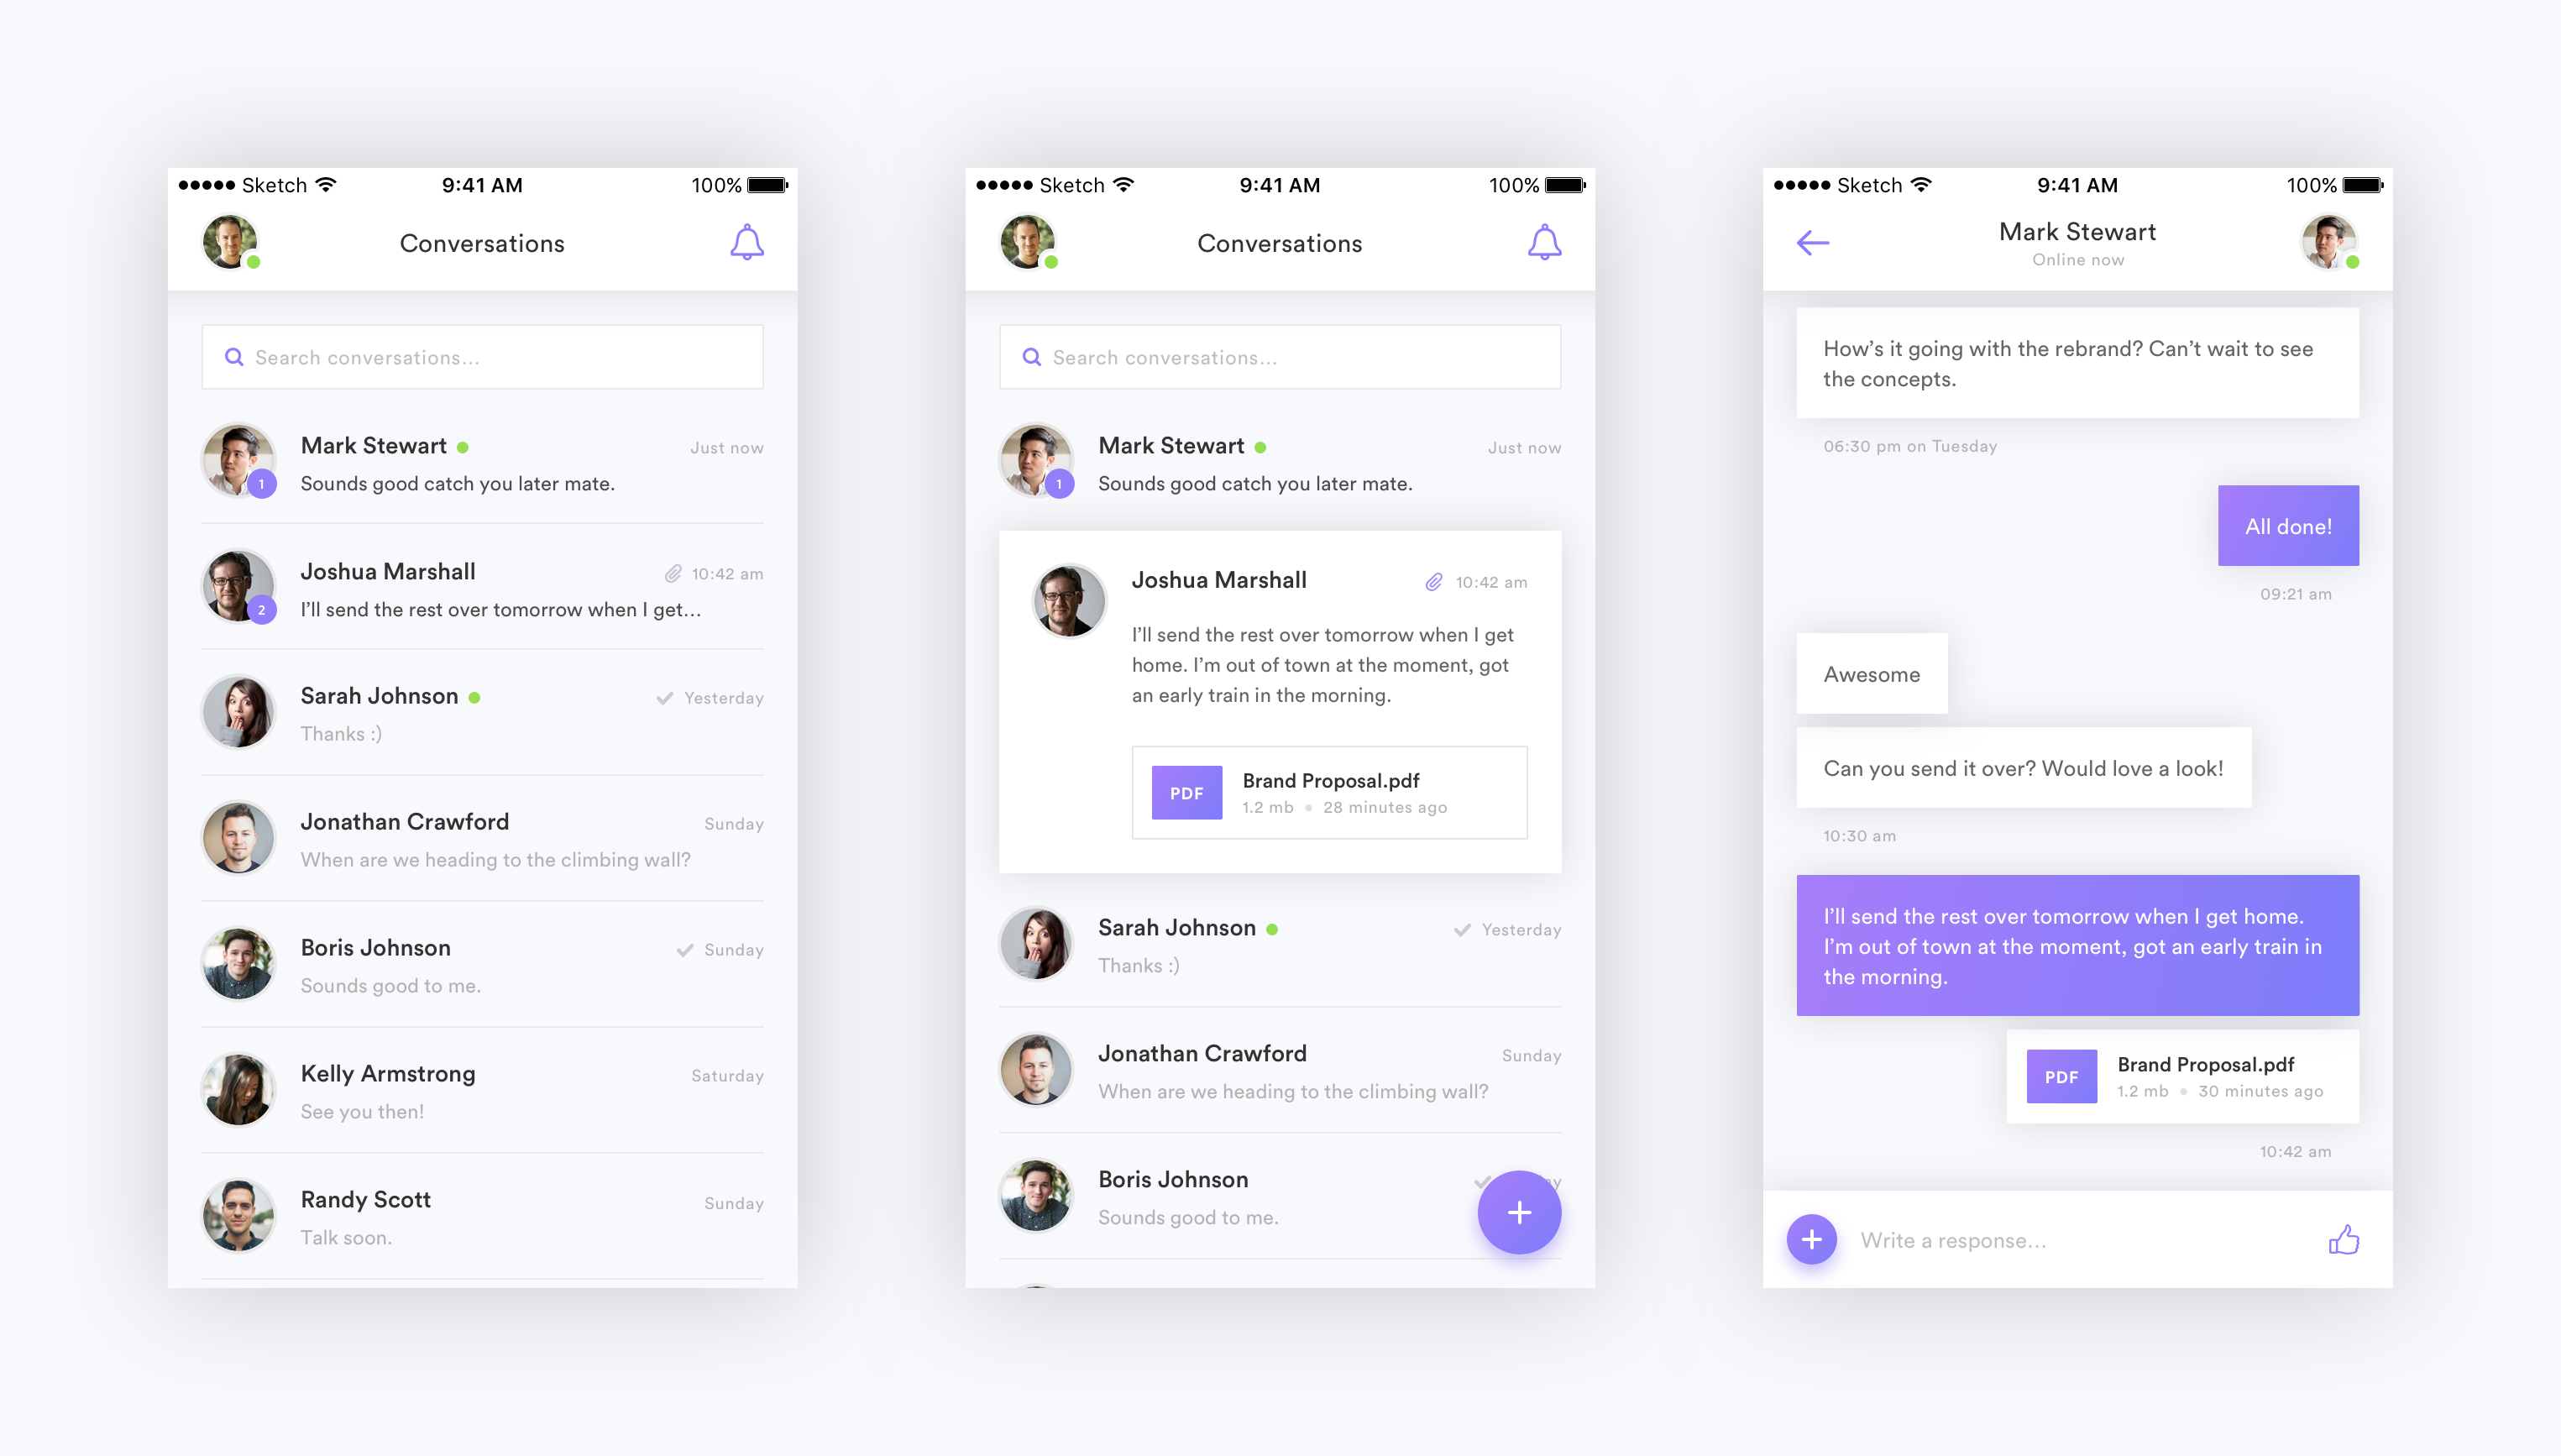 Sketch 9:41 AM 100%
Conversations
Search conversations...
Mark Stewart Just now
1
Sounds good catch you later mate.
Joshua Marshall 10:42 am
2
I’ll send the rest over tomorrow when I get...
Sarah Johnson Yesterday
Thanks :)
Jonathan Crawford Sunday
When are we heading to the climbing wall?
Boris Johnson Sunday
Sounds good to me.
Kelly Armstrong Saturday
See you then!
Randy Scott Sunday
Talk soon.
Sketch 9:41 AM 100%
Conversations
Search conversations...
Mark Stewart Just now
1
Sounds good catch you later mate.
Joshua Marshall 10:42 am
I’ll send the rest over tomorrow when I get
home. I’m out of town at the moment, got
an early train in the morning.
PDF
Brand Proposal.pdf
1.2 mb 28 minutes ago
Sarah Johnson Yesterday
Thanks :)
Jonathan Crawford Sunday
When are we heading to the climbing wall?
Boris Johnson
Sounds good to me.
Sketch 9:41 AM 100%
Mark Stewart
Online now
How’s it going with the rebrand? Can’t wait to see
the concepts.
06:30 pm on Tuesday
All done!
09:21 am
Awesome
Can you send it over? Would love a look!
10:30 am
I’ll send the rest over tomorrow when I get home.
I’m out of town at the moment, got an early train in
the morning.
PDF
Brand Proposal.pdf
1.2 mb 30 minutes ago
10:42 am
Write a response...